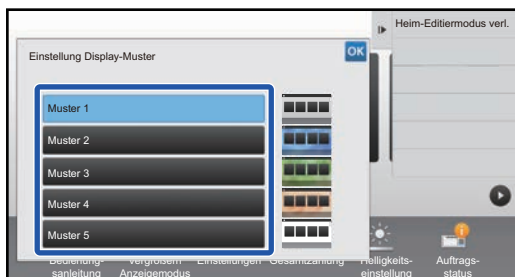 Heim-Editiermodus verl.
Einstellung Display-Muster
OK
Muster 1
Muster 2
Muster 3
Muster 4
Muster 5
Bedienungs- Vergrößern Einstellungen Gesamtzählung Helligkeits- Auftrags-
sanleitung Anzeigemodus einstellung status